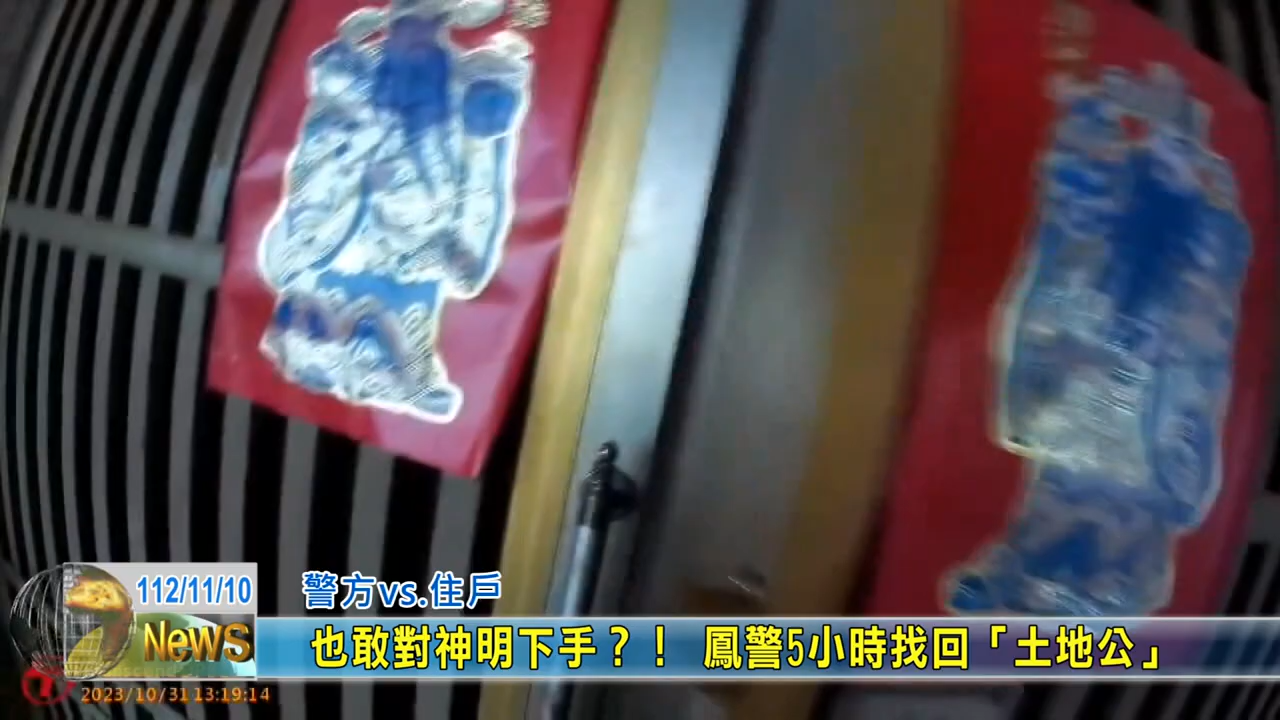 112/11/10
警方vs.住戶
News
也敢對神明下手？！ 鳳警5小時找回「土地公」
2023/10/31 13:19:14